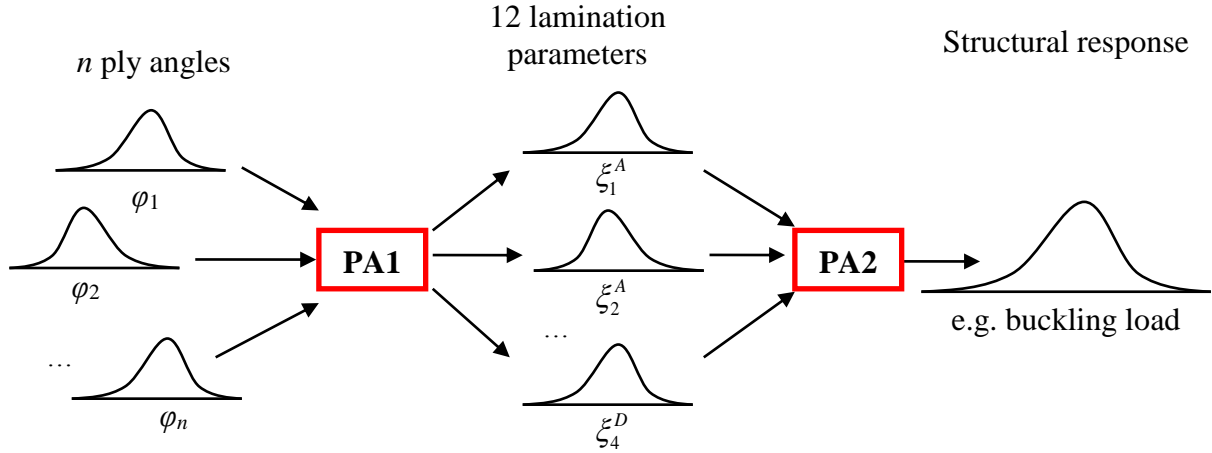 n ply angles
12 lamination
parameters
Structural response
φ₁
φ₂
...
φₙ
PA1
ξ₁ᴬ
ξ₂ᴬ
...
ξ₄ᴰ
PA2
e.g. buckling load